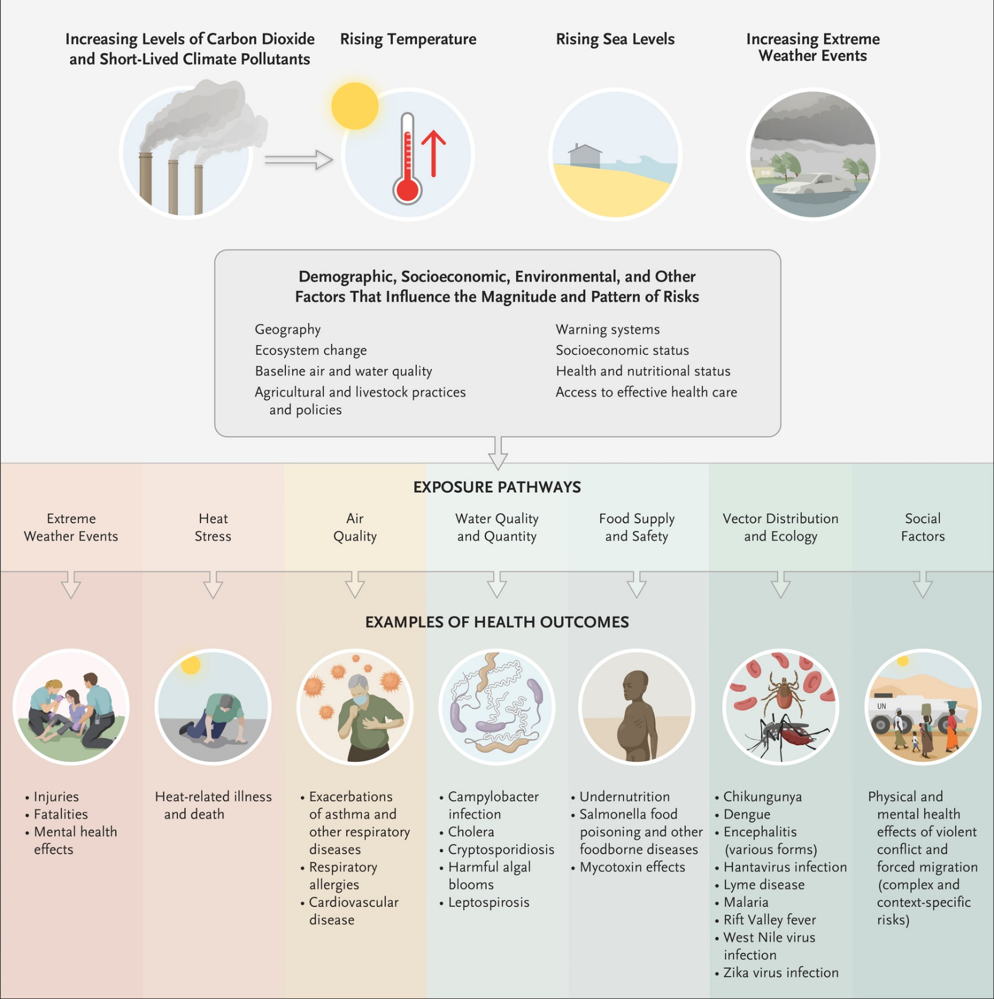 Increasing Levels of Carbon Dioxide
and Short-Lived Climate Pollutants
Rising Temperature
Rising Sea Levels
Increasing Extreme
Weather Events
Demographic, Socioeconomic, Environmental, and Other
Factors That Influence the Magnitude and Pattern of Risks
Geography
Ecosystem change
Baseline air and water quality
Agricultural and livestock practices
and policies
Warning systems
Socioeconomic status
Health and nutritional status
Access to effective health care
EXPOSURE PATHWAYS
Extreme
Weather Events
Heat
Stress
Air
Quality
Water Quality
and Quantity
Food Supply
and Safety
Vector Distribution
and Ecology
Social
Factors
EXAMPLES OF HEALTH OUTCOMES
UN
• Injuries
• Fatalities
• Mental health
effects
Heat-related illness
and death
• Exacerbations
of asthma and
other respiratory
diseases
• Respiratory
allergies
• Cardiovascular
disease
• Campylobacter
infection
• Cholera
• Cryptosporidiosis
• Harmful algal
blooms
• Leptospirosis
• Undernutrition
• Salmonella food
poisoning and other
foodborne diseases
• Mycotoxin effects
• Chikungunya
• Dengue
• Encephalitis
(various forms)
• Hantavirus infection
• Lyme disease
• Malaria
• Rift Valley fever
• West Nile virus
infection
• Zika virus infection
Physical and
mental health
effects of violent
conflict and
forced migration
(complex and
context-specific
risks)